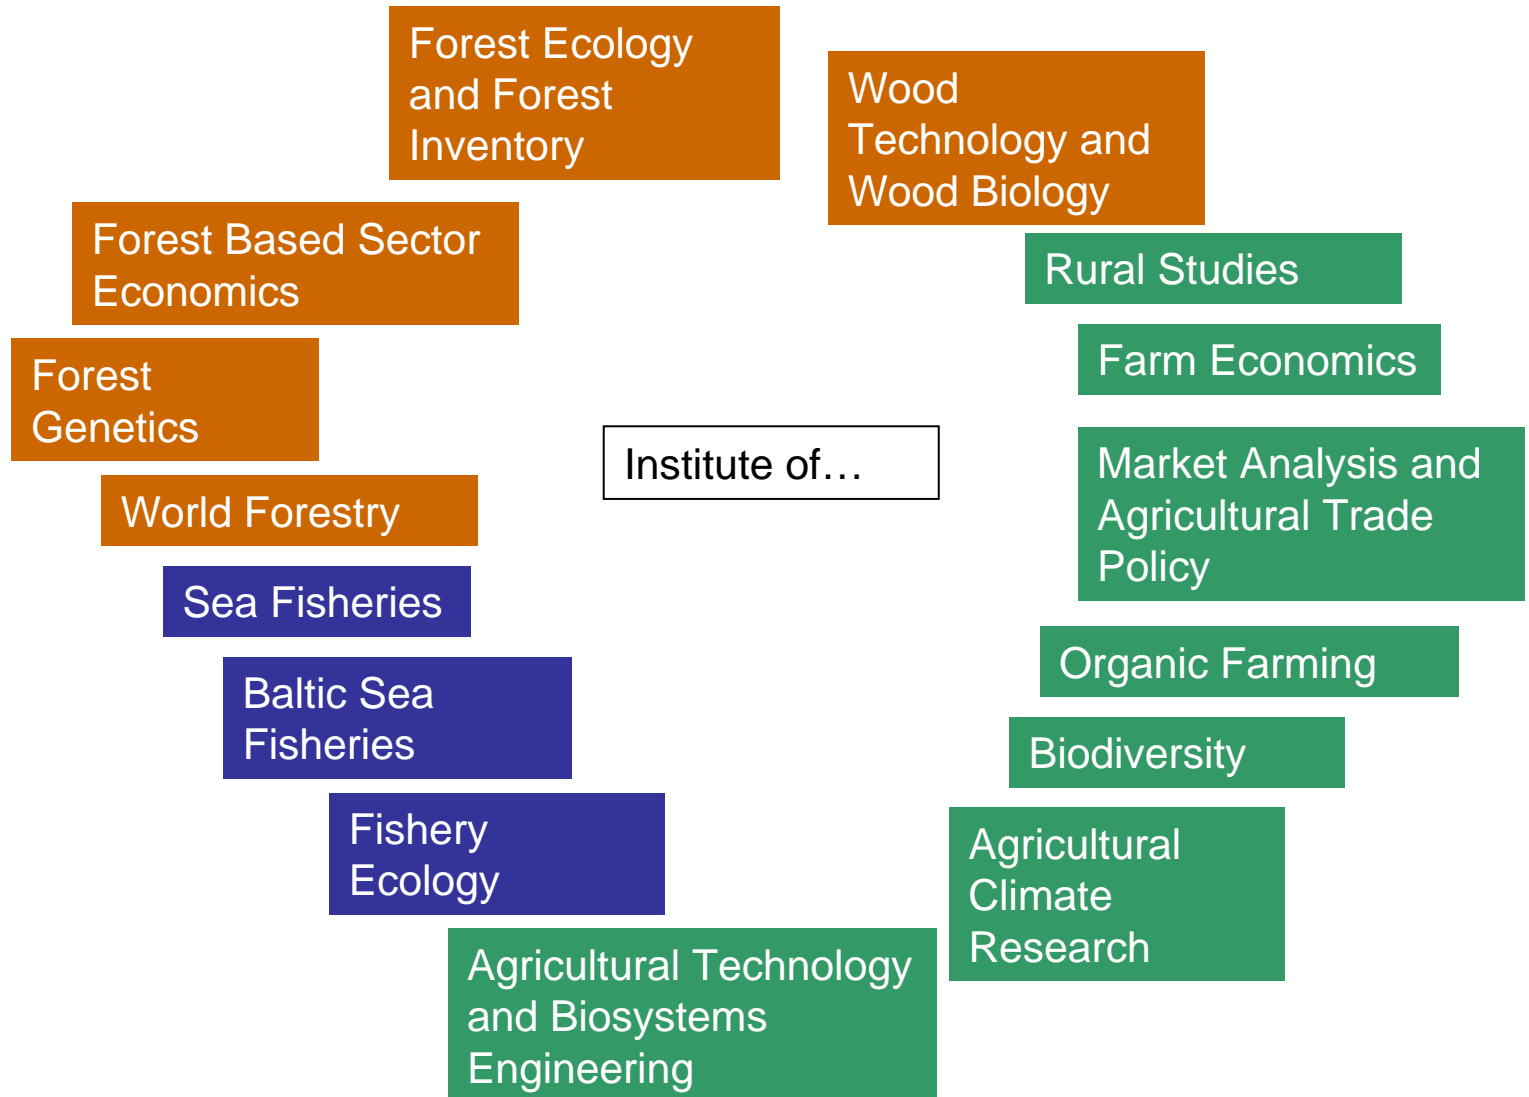 Forest Ecology
and Forest
Inventory
Wood
Technology and
Wood Biology
Forest Based Sector
Economics
Rural Studies
Farm Economics
Forest
Genetics
Institute of…
Market Analysis and
Agricultural Trade
Policy
World Forestry
Sea Fisheries
Organic Farming
Baltic Sea
Fisheries
Biodiversity
Fishery
Ecology
Agricultural
Climate
Research
Agricultural Technology
and Biosystems
Engineering